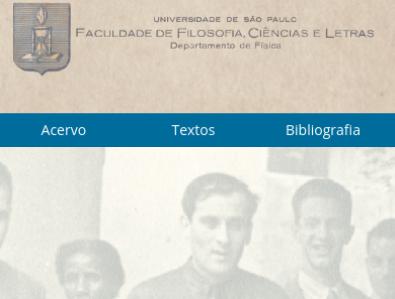 UNIVERSIDADE DE SÃO PAULO
FACULDADE DE FILOSOFIA, CIÊNCIAS E LETRAS
Departamento de Física
Acervo Textos Bibliografia